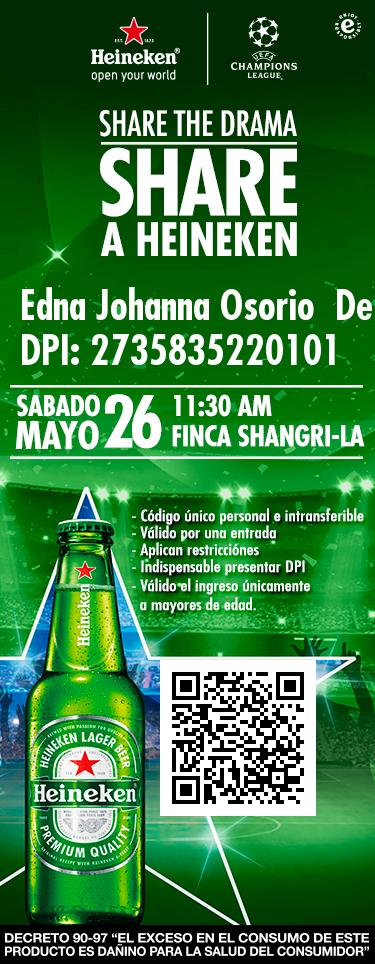 EST. 1873
Heineken®
open your world
UEFA
CHAMPIONS
LEAGUE®
ENJOY RESPONSIBLY
e
SHARE THE DRAMA
SHARE
A HEINEKEN
Edna Johanna Osorio De
DPI: 2735835220101
SABADO
MAYO 26
11:30 AM
FINCA SHANGRI-LA
- Código único personal e intransferible
- Válido por una entrada
- Aplican restricciónes
- Indispensable presentar DPI
- Válido el ingreso únicamente
a mayores de edad.
Heineken
HEINEKEN LAGER BEER
Heineken®
PREMIUM QUALITY
DECRETO 90-97 “EL EXCESO EN EL CONSUMO DE ESTE
PRODUCTO ES DAÑINO PARA LA SALUD DEL CONSUMIDOR”